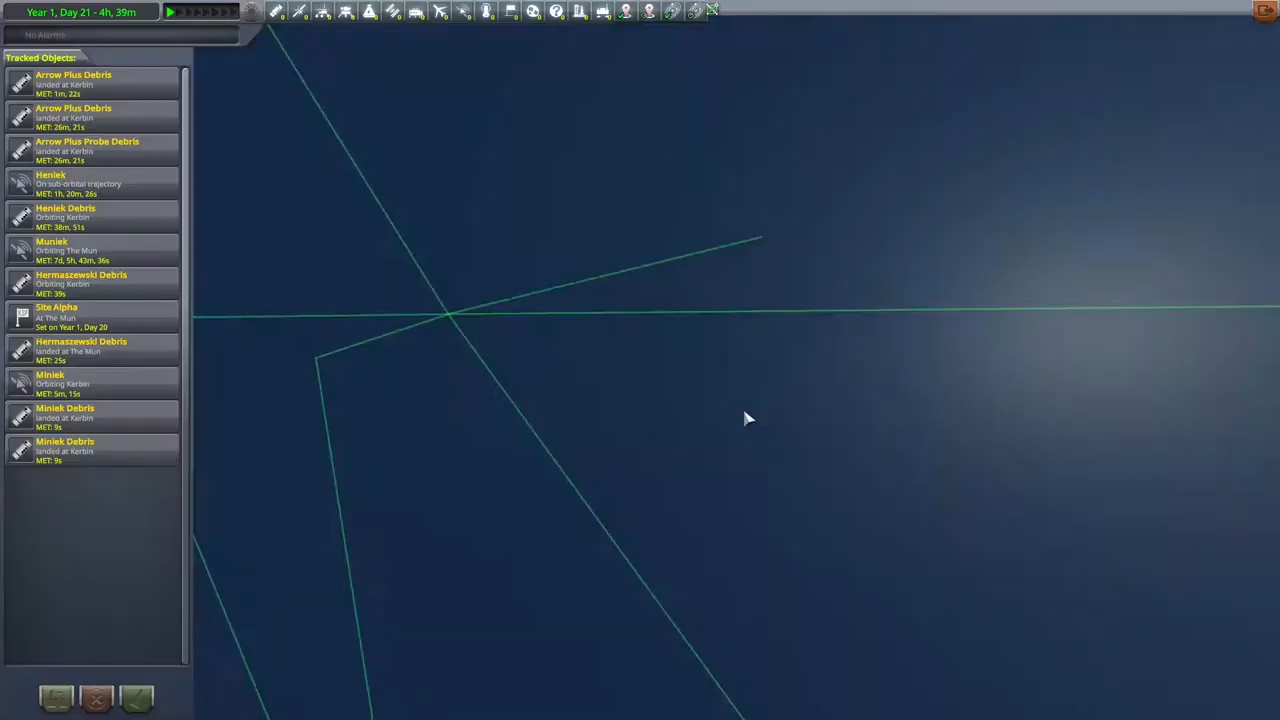 Year 1, Day 21 - 4h, 39m
No Alarms
Tracked Objects:
Arrow Plus Debris
landed at Kerbin
MET: 1m, 22s
Arrow Plus Debris
landed at Kerbin
MET: 26m, 21s
Arrow Plus Probe Debris
landed at Kerbin
MET: 26m, 21s
Heniek
On sub-orbital trajectory
MET: 1h, 20m, 26s
Heniek Debris
Orbiting Kerbin
MET: 38m, 51s
Muniek
Orbiting The Mun
MET: 7d, 5h, 43m, 36s
Hermaszewski Debris
Orbiting Kerbin
MET: 39s
Site Alpha
At The Mun
Set on Year 1, Day 20
Hermaszewski Debris
landed at The Mun
MET: 25s
Miniek
Orbiting Kerbin
MET: 5m, 15s
Miniek Debris
landed at Kerbin
MET: 9s
Miniek Debris
landed at Kerbin
MET: 9s